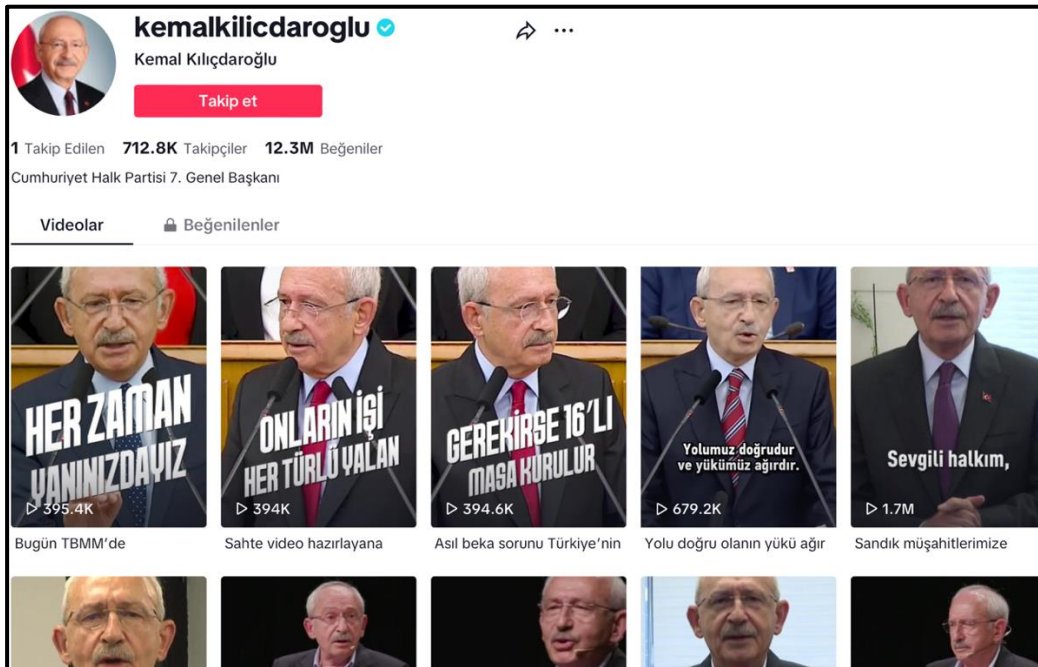 kemalkilicdaroglu
Kemal Kılıçdaroğlu
Takip et
1 Takip Edilen 712.8K Takipçiler 12.3M Beğeniler
Cumhuriyet Halk Partisi 7. Genel Başkanı
Videolar Beğenilenler
HER ZAMAN
YANINIZDAYIZ
395.4K
Bugün TBMM'de
ONLARIN İŞİ
HER TÜRLÜ YALAN
394K
Sahte video hazırlayana
GEREKİRSE 16'LI
MASA KURULUR
394.6K
Asıl beka sorunu Türkiye'nin
Yolumuz doğrudur
ve yükümüz ağırdır.
679.2K
Yolu doğru olanın yükü ağır
Sevgili halkım,
1.7M
Sandık müşahitlerimize